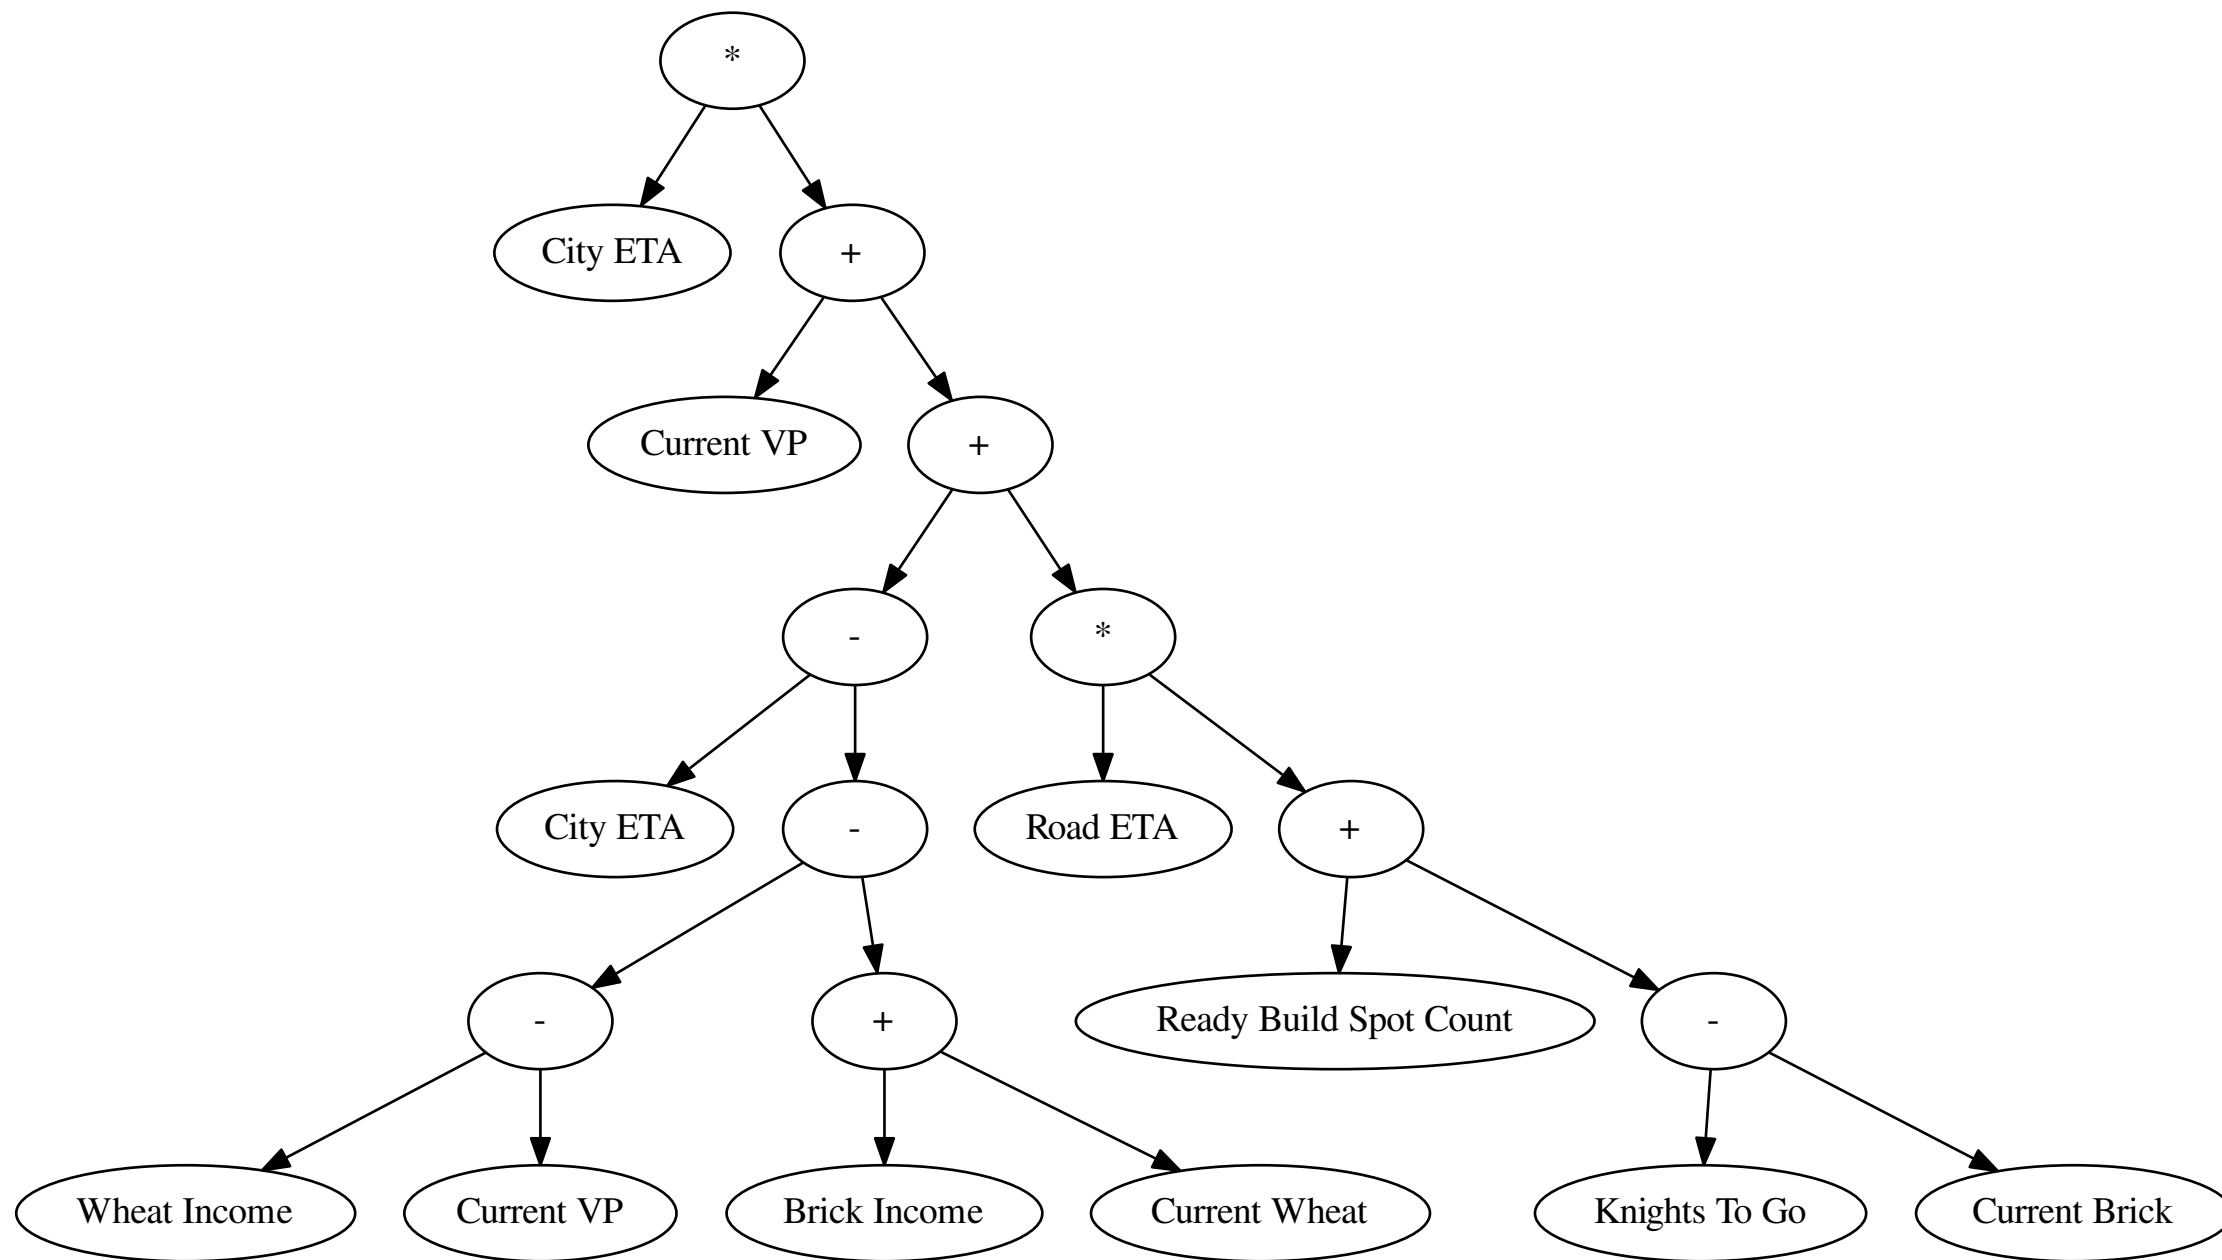 *
City ETA
+
Current VP
+
-
*
City ETA
-
Road ETA
+
-
+
Ready Build Spot Count
-
Wheat Income
Current VP
Brick Income
Current Wheat
Knights To Go
Current Brick